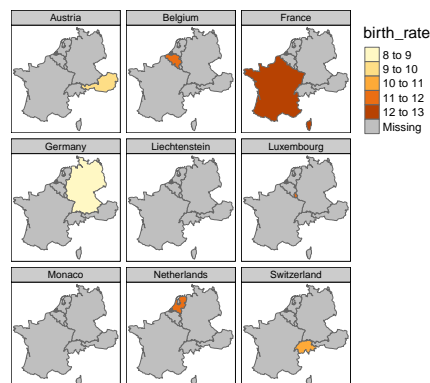 Austria Belgium France
birth_rate
8 to 9
9 to 10
10 to 11
11 to 12
12 to 13
Missing
Germany Liechtenstein Luxembourg
Monaco Netherlands Switzerland